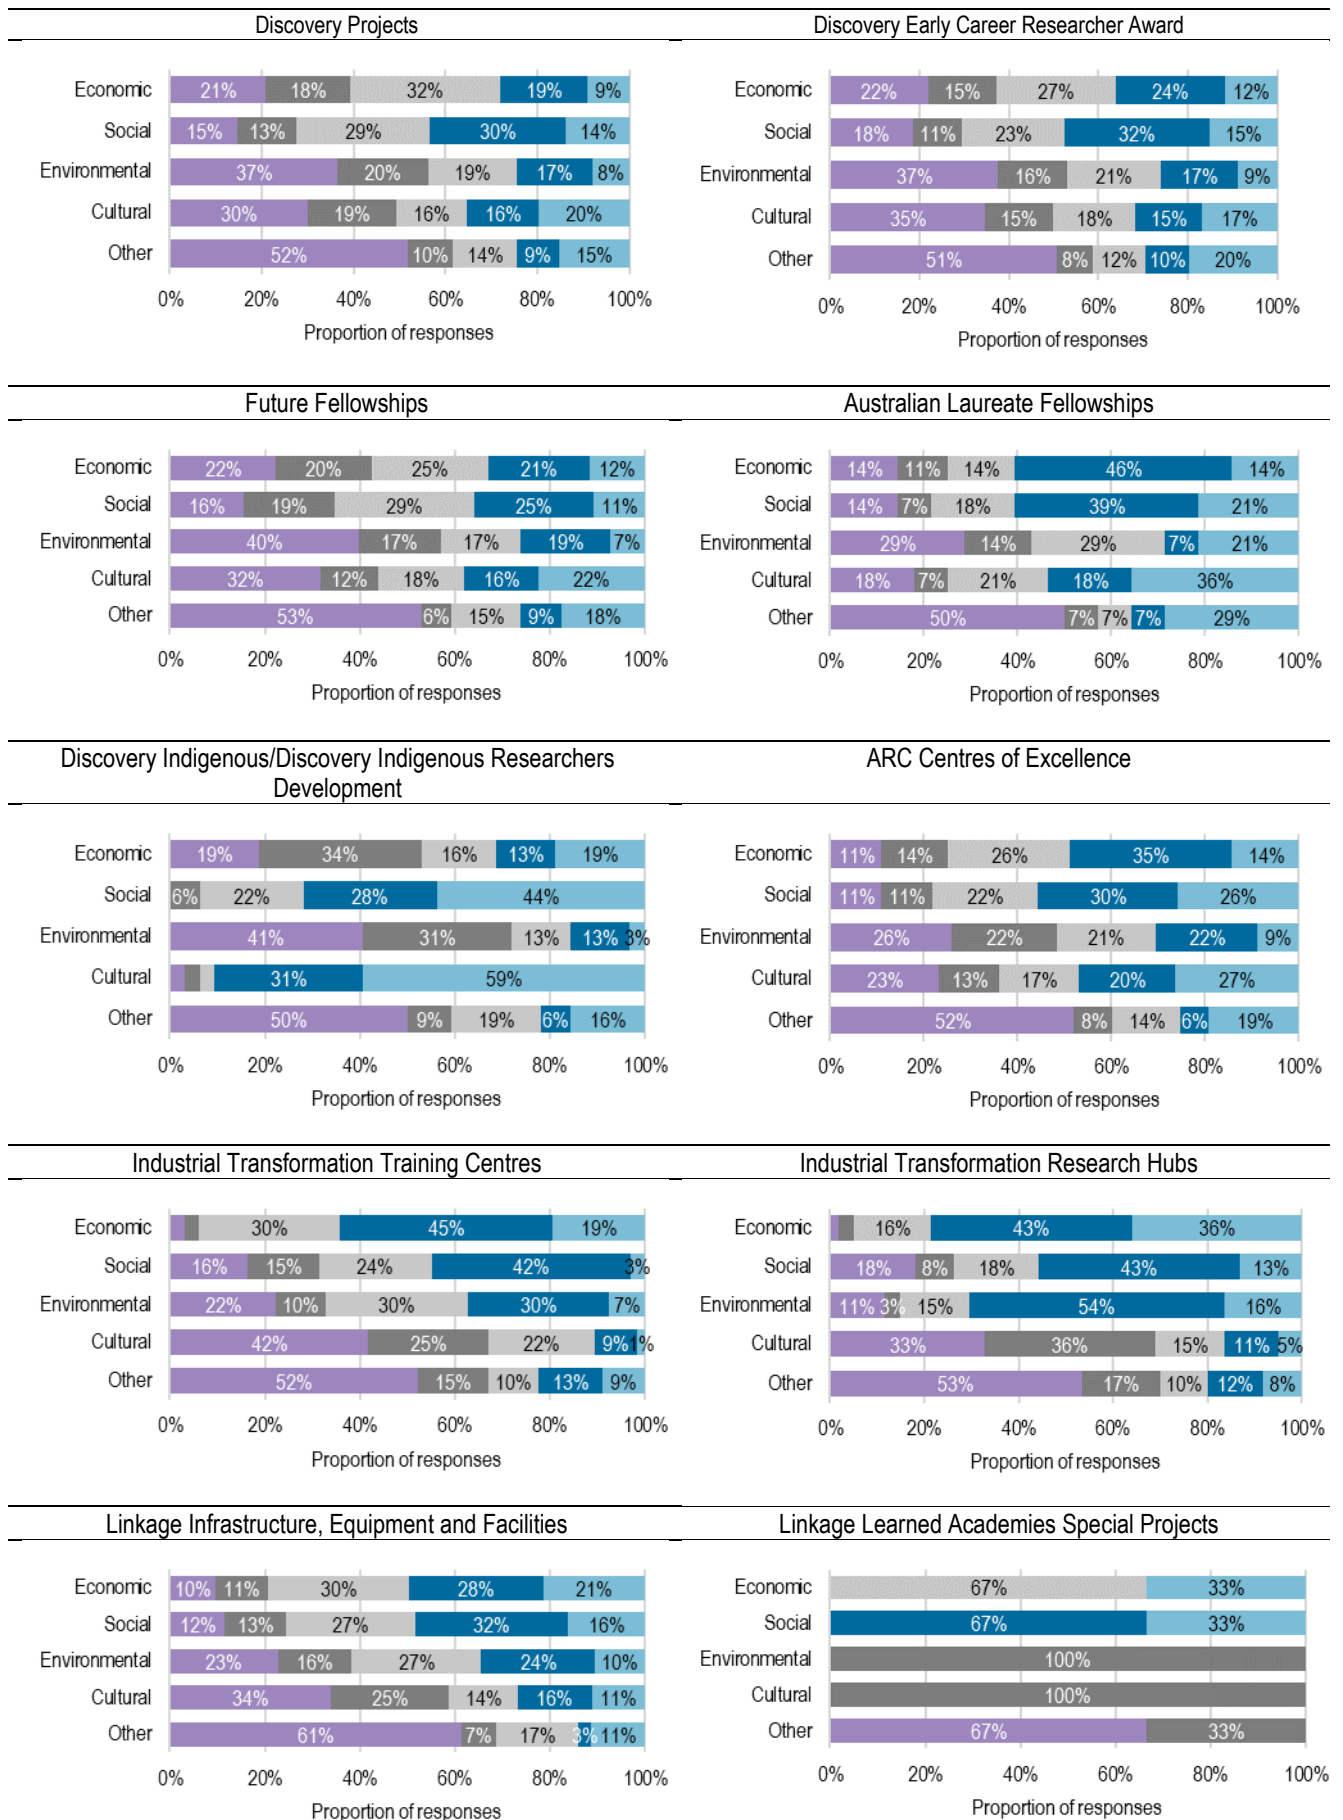 Discovery Projects
Economic 21% 18% 32% 19% 9%
Social 15% 13% 29% 30% 14%
Environmental 37% 20% 19% 17% 8%
Cultural 30% 19% 16% 16% 20%
Other 52% 10% 14% 9% 15%
0% 20% 40% 60% 80% 100%
Proportion of responses
Discovery Early Career Researcher Award
Economic 22% 15% 27% 24% 12%
Social 18% 11% 23% 32% 15%
Environmental 37% 16% 21% 17% 9%
Cultural 35% 15% 18% 15% 17%
Other 51% 8% 12% 10% 20%
0% 20% 40% 60% 80% 100%
Proportion of responses
Future Fellowships
Economic 22% 20% 25% 21% 12%
Social 16% 19% 29% 25% 11%
Environmental 40% 17% 17% 19% 7%
Cultural 32% 12% 18% 16% 22%
Other 53% 6% 15% 9% 18%
0% 20% 40% 60% 80% 100%
Proportion of responses
Australian Laureate Fellowships
Economic 14% 11% 14% 46% 14%
Social 14% 7% 18% 39% 21%
Environmental 29% 14% 29% 7% 21%
Cultural 18% 7% 21% 18% 36%
Other 50% 7% 7% 7% 29%
0% 20% 40% 60% 80% 100%
Proportion of responses
Discovery Indigenous/Discovery Indigenous Researchers
Development
Economic 19% 34% 16% 13% 19%
Social 6% 22% 28% 44%
Environmental 41% 31% 13% 13% 3%
Cultural 31% 59%
Other 50% 9% 19% 6% 16%
0% 20% 40% 60% 80% 100%
Proportion of responses
ARC Centres of Excellence
Economic 11% 14% 26% 35% 14%
Social 11% 11% 22% 30% 26%
Environmental 26% 22% 21% 22% 9%
Cultural 23% 13% 17% 20% 27%
Other 52% 8% 14% 6% 19%
0% 20% 40% 60% 80% 100%
Proportion of responses
Industrial Transformation Training Centres
Economic 30% 45% 19%
Social 16% 15% 24% 42% 3%
Environmental 22% 10% 30% 30% 7%
Cultural 42% 25% 22% 9% 1%
Other 52% 15% 10% 13% 9%
0% 20% 40% 60% 80% 100%
Proportion of responses
Industrial Transformation Research Hubs
Economic 16% 43% 36%
Social 18% 8% 18% 43% 13%
Environmental 11% 3% 15% 54% 16%
Cultural 33% 36% 15% 11% 5%
Other 53% 17% 10% 12% 8%
0% 20% 40% 60% 80% 100%
Proportion of responses
Linkage Infrastructure, Equipment and Facilities
Economic 10% 11% 30% 28% 21%
Social 12% 13% 27% 32% 16%
Environmental 23% 16% 27% 24% 10%
Cultural 34% 25% 14% 16% 11%
Other 61% 7% 17% 3% 11%
0% 20% 40% 60% 80% 100%
Proportion of responses
Linkage Learned Academies Special Projects
Economic 67% 33%
Social 67% 33%
Environmental 100%
Cultural 100%
Other 67% 33%
0% 20% 40% 60% 80% 100%
Proportion of responses